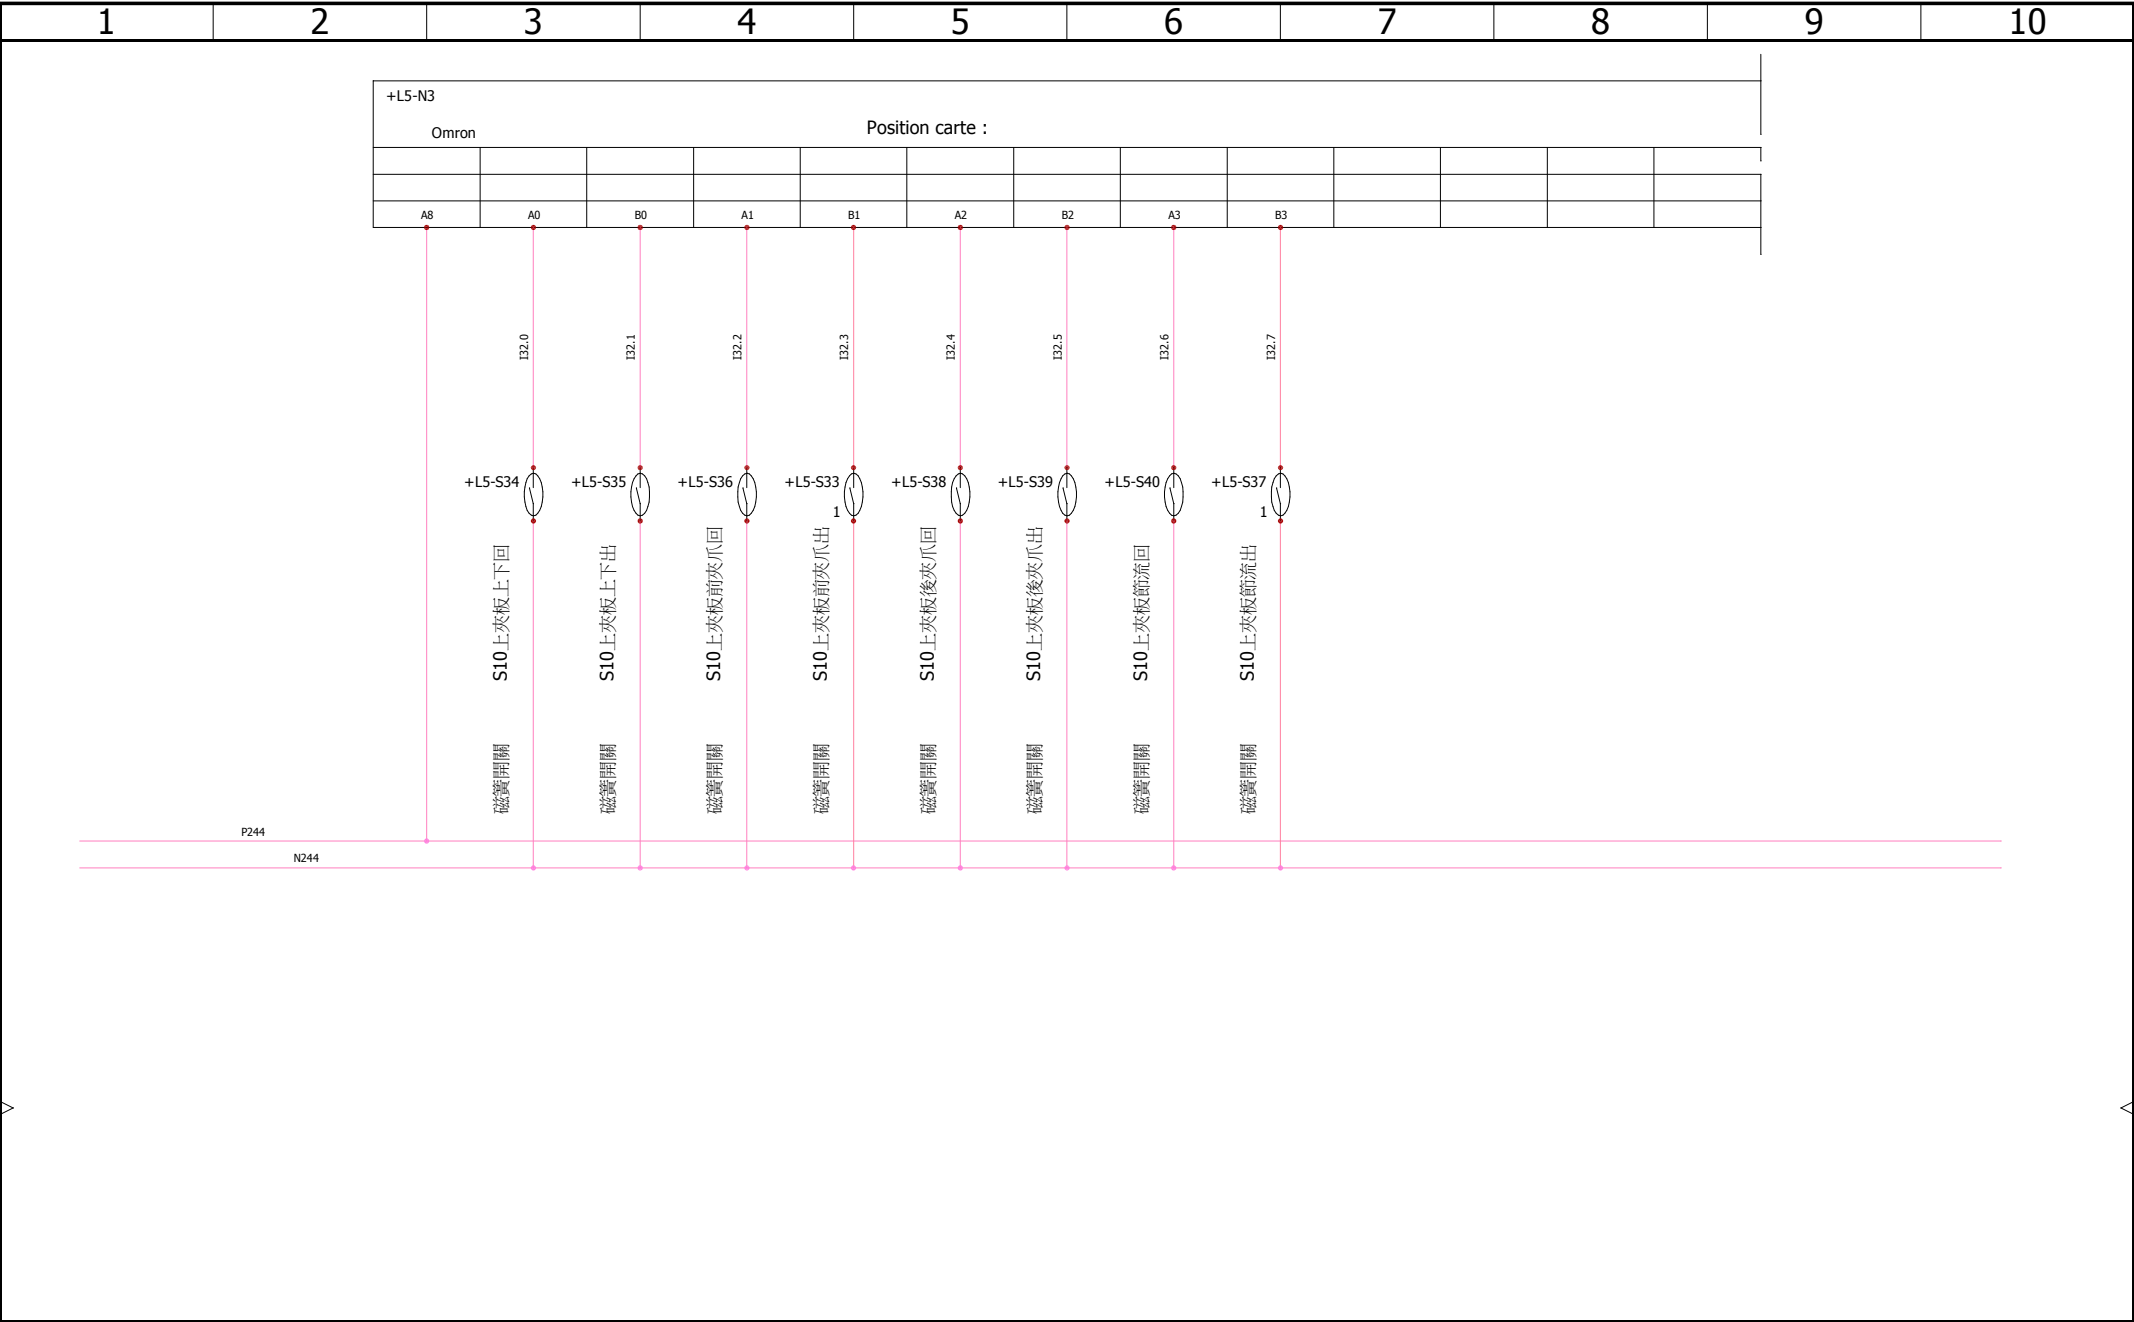 1 2 3 4 5 6 7 8 9 10
+L5-N3
Omron
Position carte :
A8 A0 B0 A1 B1 A2 B2 A3 B3
I32.0 I32.1 I32.2 I32.3 I32.4 I32.5 I32.6 I32.7
+L5-S34 +L5-S35 +L5-S36 +L5-S33 +L5-S38 +L5-S39 +L5-S40 +L5-S37
1 1
S10上夾板上下回
S10上夾板上下出
S10上夾板前夾爪回
S10上夾板前夾爪出
S10上夾板後夾爪回
S10上夾板後夾爪出
S10上夾板節流回
S10上夾板節流出
磁簧開關
磁簧開關
磁簧開關
磁簧開關
磁簧開關
磁簧開關
磁簧開關
磁簧開關
P244
N244